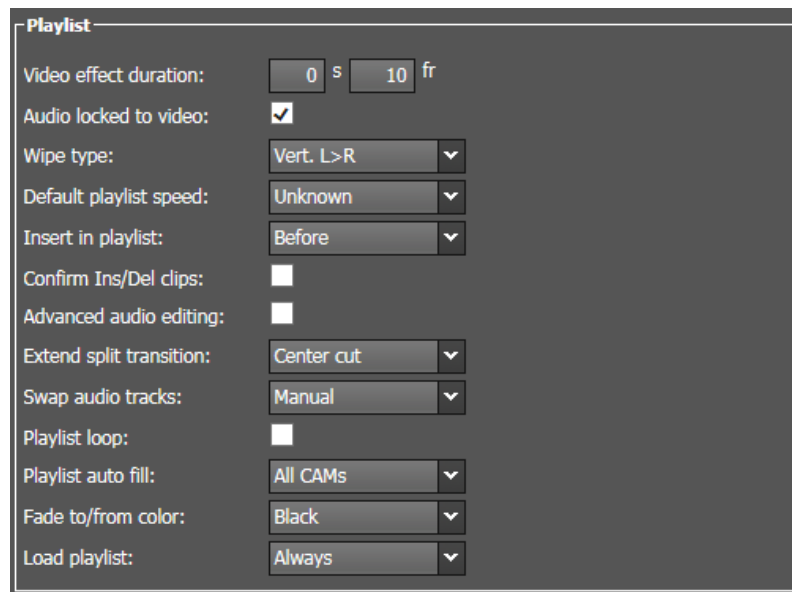 Playlist
Video effect duration: 0 s 10 fr
Audio locked to video:
Wipe type: Vert. L>R
Default playlist speed: Unknown
Insert in playlist: Before
Confirm Ins/Del clips:
Advanced audio editing:
Extend split transition: Center cut
Swap audio tracks: Manual
Playlist loop:
Playlist auto fill: All CAMs
Fade to/from color: Black
Load playlist: Always